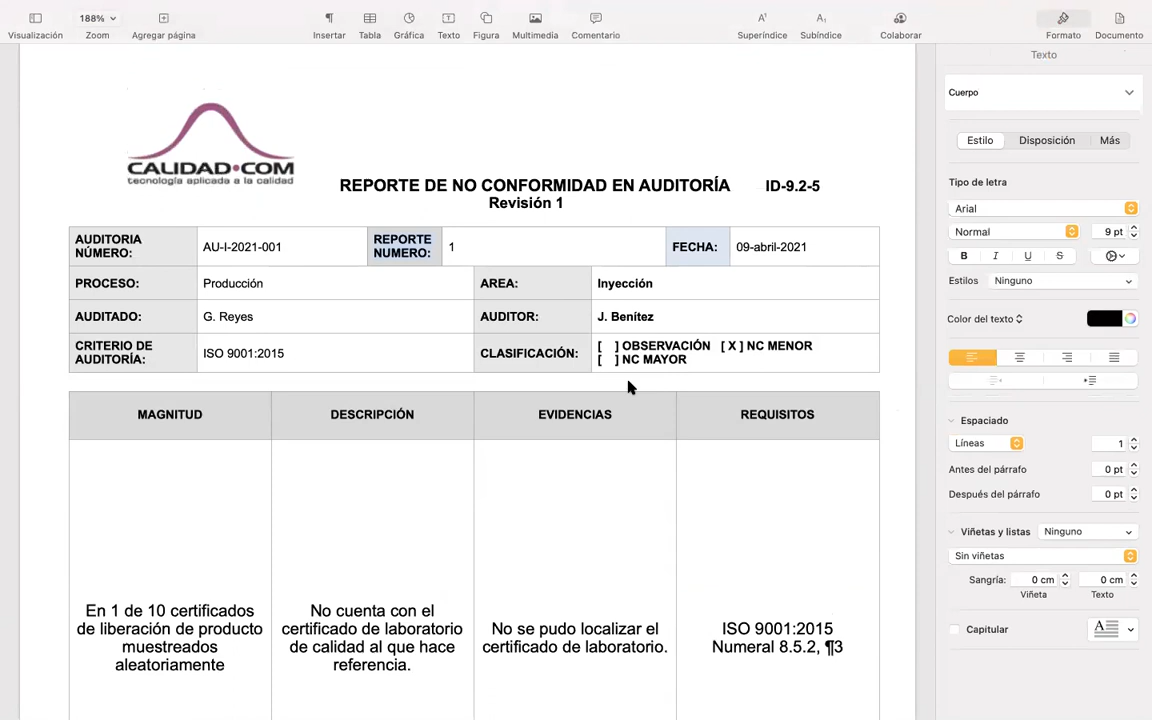 188%
Visualización
Zoom
Agregar página
Insertar
Tabla
Gráfica
Texto
Figura
Multimedia
Comentario
Superíndice
Subíndice
Colaborar
Formato
Documento
CALIDAD•COM
tecnología aplicada a la calidad
REPORTE DE NO CONFORMIDAD EN AUDITORÍA ID-9.2-5
Revisión 1
AUDITORIA NÚMERO: AU-I-2021-001 REPORTE NUMERO: 1 FECHA: 09-abril-2021
PROCESO: Producción AREA: Inyección
AUDITADO: G. Reyes AUDITOR: J. Benítez
CRITERIO DE AUDITORÍA: ISO 9001:2015 CLASIFICACIÓN: [ ] OBSERVACIÓN [ X ] NC MENOR
[ ] NC MAYOR
MAGNITUD DESCRIPCIÓN EVIDENCIAS REQUISITOS
En 1 de 10 certificados
de liberación de producto
muestreados
aleatoriamente
No cuenta con el
certificado de laboratorio
de calidad al que hace
referencia.
No se pudo localizar el
certificado de laboratorio.
ISO 9001:2015
Numeral 8.5.2, ¶3
Texto
Cuerpo
Estilo Disposición Más
Tipo de letra
Arial
Normal 9 pt
B I U S
Estilos Ninguno
Color del texto
Espaciado
Líneas 1
Antes del párrafo 0 pt
Después del párrafo 0 pt
Viñetas y listas Ninguno
Sin viñetas
Sangría: 0 cm 0 cm
Viñeta Texto
Capitular A